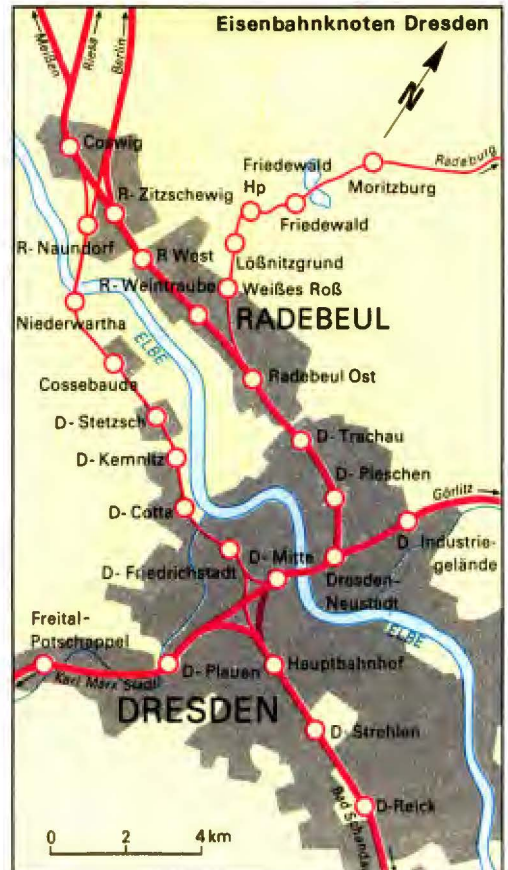 Eisenbahnknoten Dresden
N
Meißen
Riesa
Berlin
Coswig
Radeburg
Friedewald
Hp
Moritzburg
R-Zitzschewig
Friedewald
R-Naundorf
R West
Lößnitzgrund
R-Weintraube
Weißes Roß
Niederwartha
RADEBEUL
ELBE
Cossebaude
Radebeul Ost
D-Stetzsch
D-Trachau
D-Kemnitz
D-Pieschen
Görlitz
D-Cotta
D-Mitte
D Industrie-
gelände
D-Friedrichstadt
Dresden-
Neustadt
Freital-
Potschappel
ELBE
D-Plauen
Hauptbahnhof
Karl Marx Stadt
DRESDEN
D-Strehlen
D-Reick
Bad Schandau
0 2 4 km